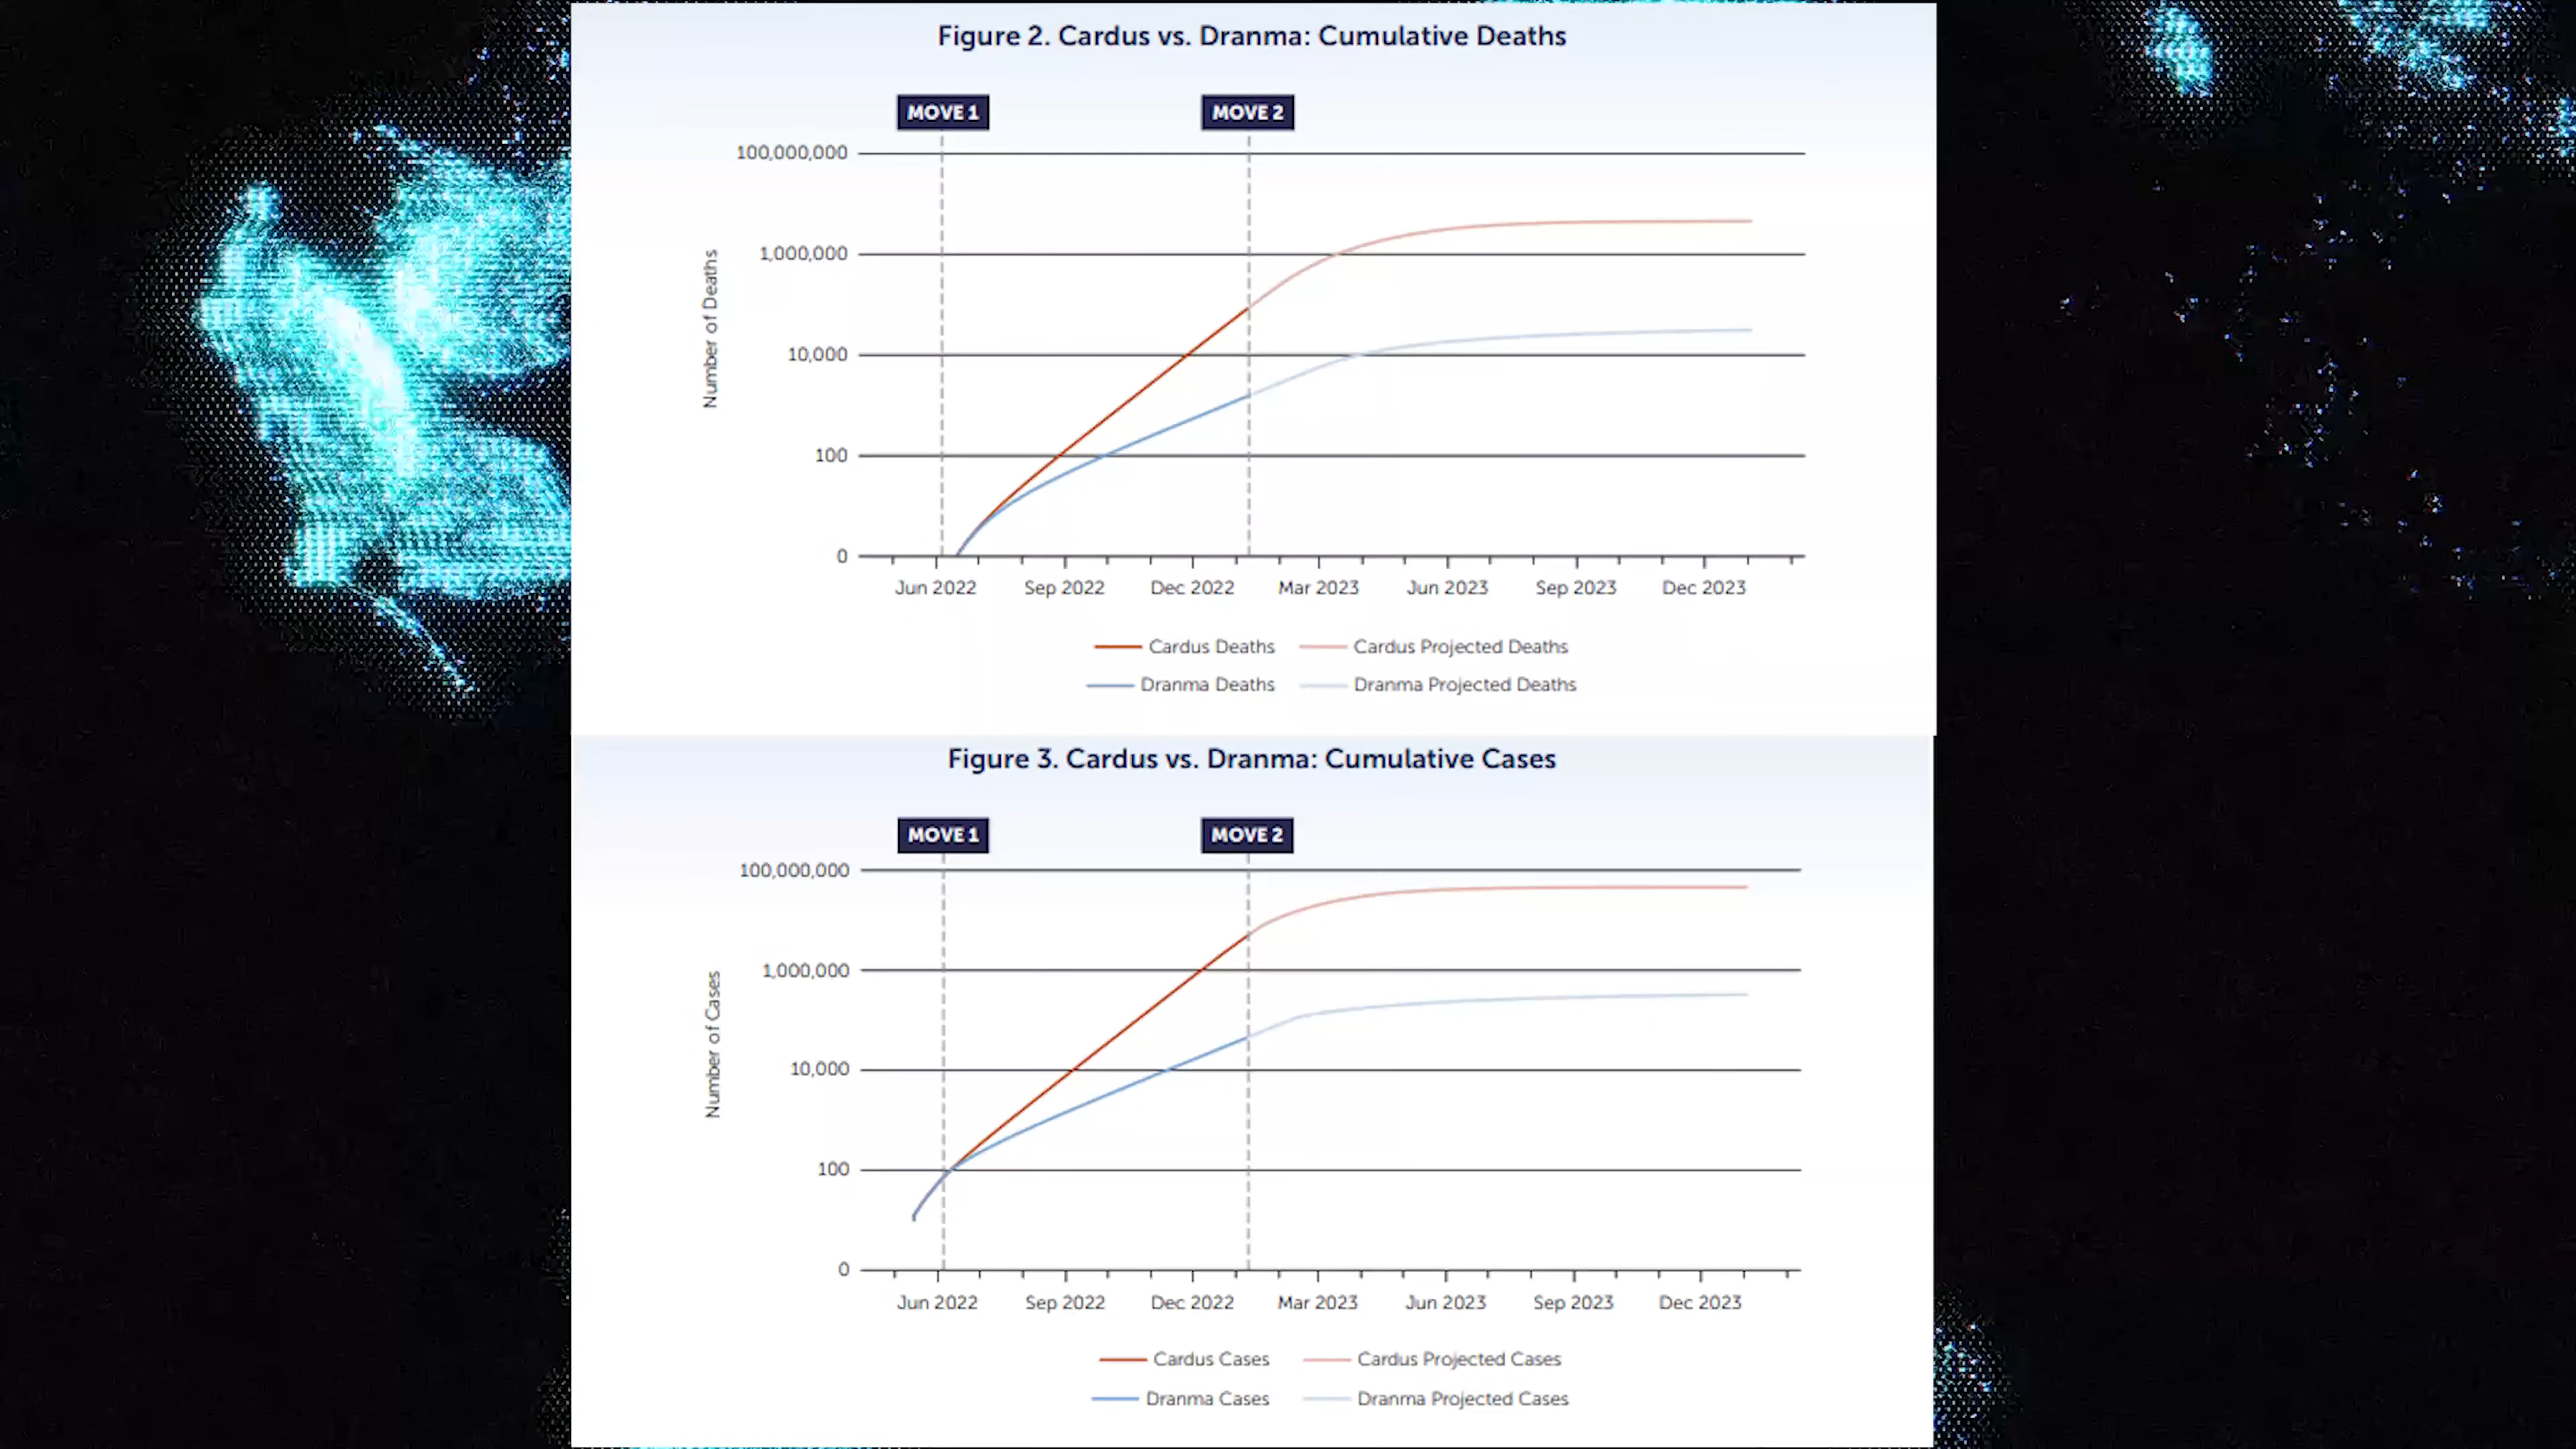 Figure 2. Cardus vs. Dranma: Cumulative Deaths
MOVE 1
MOVE 2
100,000,000
1,000,000
10,000
100
0
Number of Deaths
Jun 2022 Sep 2022 Dec 2022 Mar 2023 Jun 2023 Sep 2023 Dec 2023
Cardus Deaths Cardus Projected Deaths
Dranma Deaths Dranma Projected Deaths
Figure 3. Cardus vs. Dranma: Cumulative Cases
MOVE 1
MOVE 2
100,000,000
1,000,000
10,000
100
0
Number of Cases
Jun 2022 Sep 2022 Dec 2022 Mar 2023 Jun 2023 Sep 2023 Dec 2023
Cardus Cases Cardus Projected Cases
Dranma Cases Dranma Projected Cases